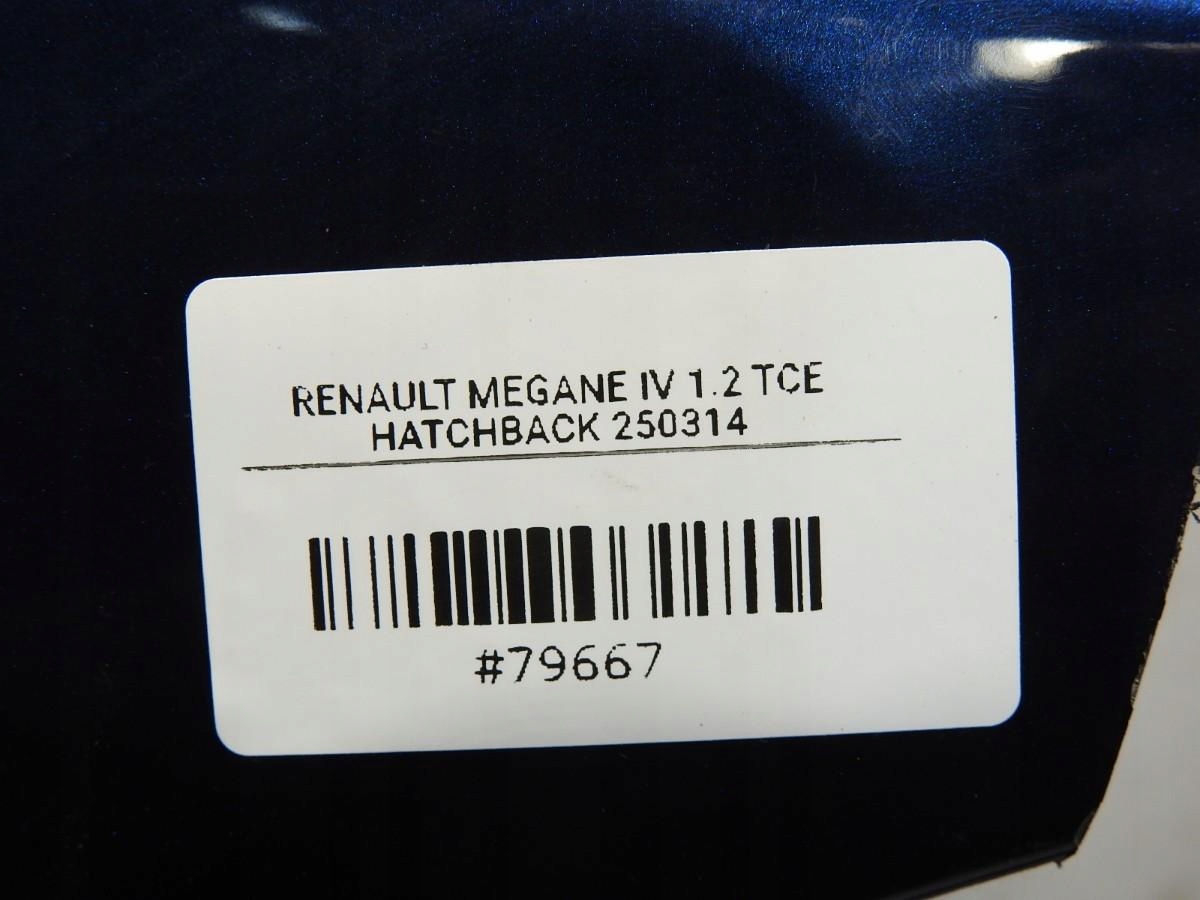 RENAULT MEGANE IV 1.2 TCE
HATCHBACK 250314
#79667